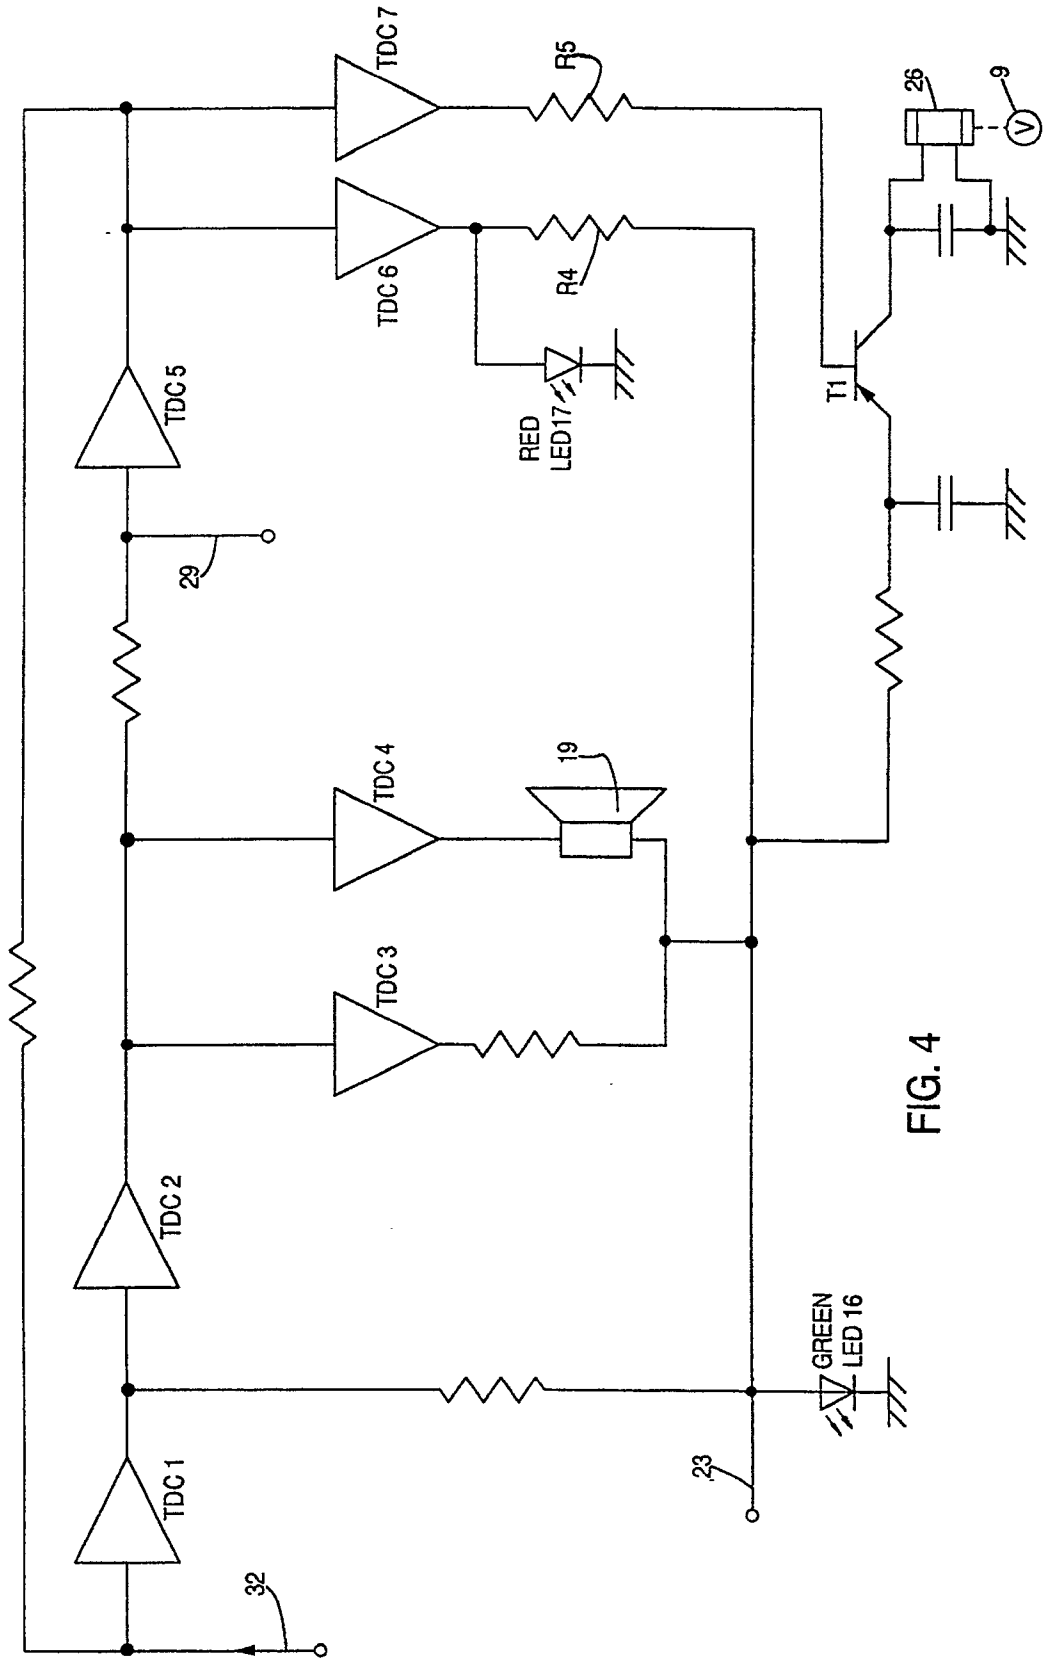 TDC 7
R5
26
9
V
TDC 6
R4
T1
TDC 5
RED
LED17
29
TDC 4
19
TDC 3
FIG. 4
TDC 2
GREEN
LED 16
23
TDC 1
32